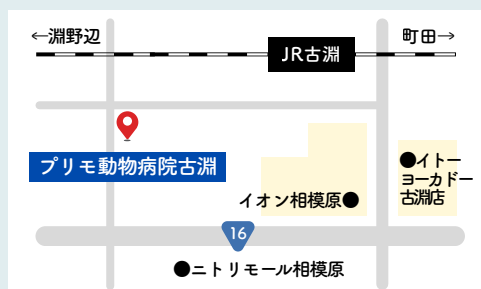 ←淵野辺
町田→
JR古淵
プリモ動物病院古淵
●イトー
ヨーカドー
古淵店
イオン相模原●
16
●ニトリモール相模原